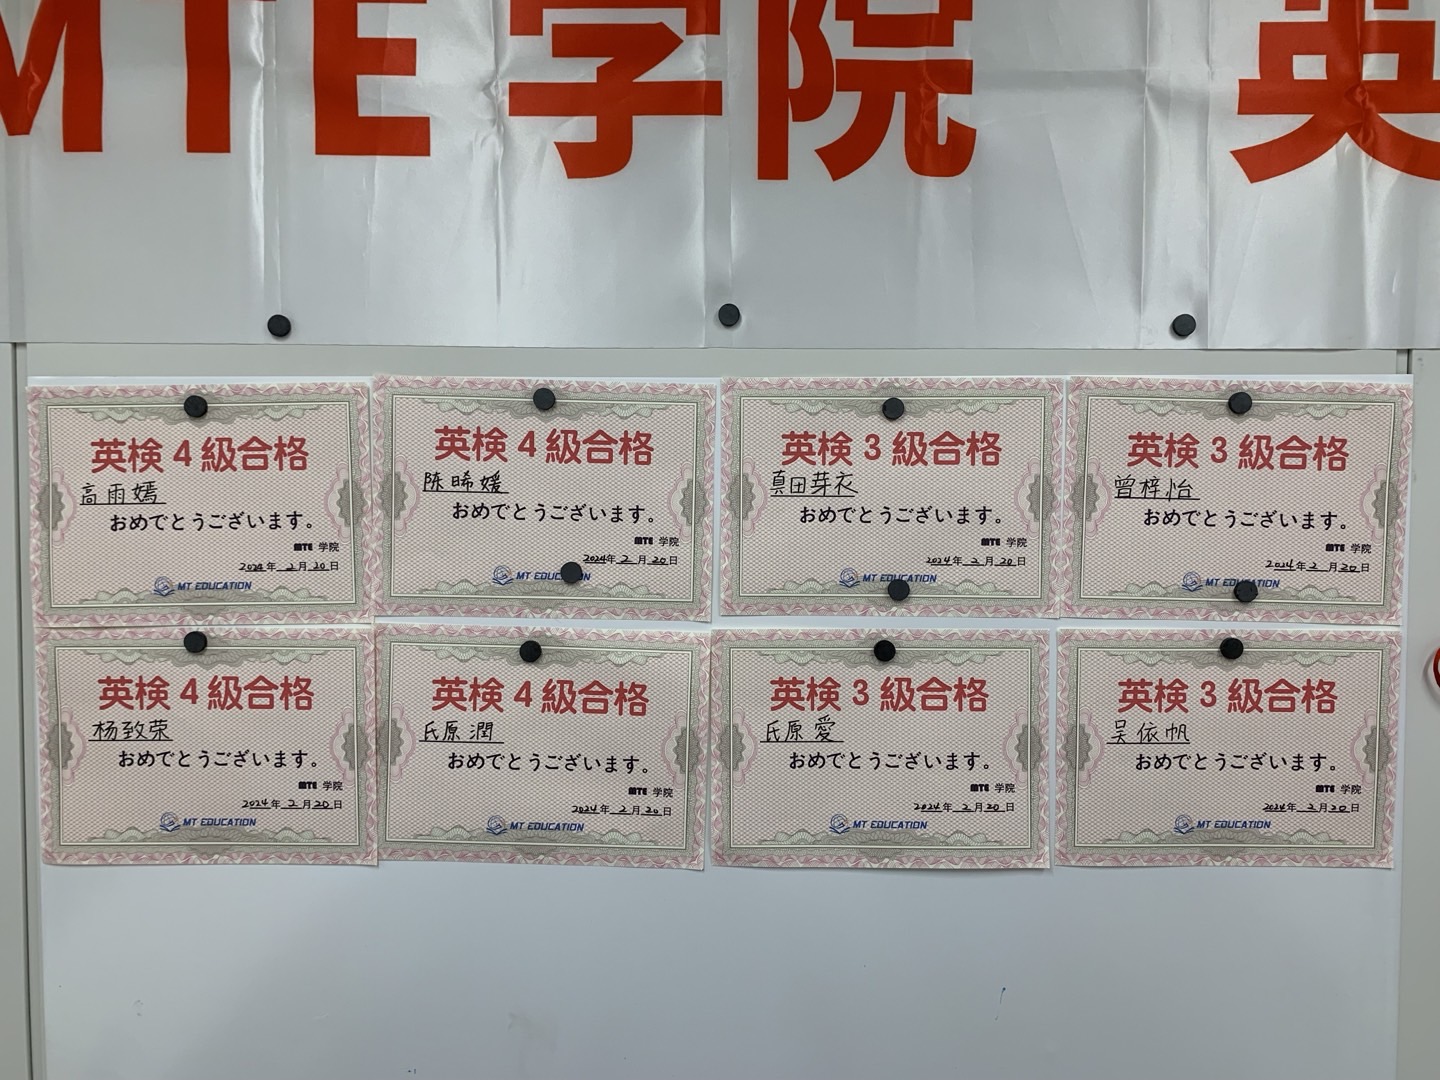 MTE学院 英
英検4級合格
高雨嫣
おめでとうございます。
MTE 学院
2024年 2月 20日
MT EDUCATION
英検4級合格
陈晞媛
おめでとうございます。
MTE 学院
2024年 2月 20日
MT EDUCATION
英検3級合格
真田芽衣
おめでとうございます。
MTE 学院
2024年 2月 20日
MT EDUCATION
英検3級合格
曾梓怡
おめでとうございます。
MTE 学院
2024年 2月 20日
MT EDUCATION
英検4級合格
杨致荣
おめでとうございます。
MTE 学院
2024年 2月 20日
MT EDUCATION
英検4級合格
氏原潤
おめでとうございます。
MTE 学院
2024年 2月 20日
MT EDUCATION
英検3級合格
氏原愛
おめでとうございます。
MTE 学院
2024年 2月 20日
MT EDUCATION
英検3級合格
吴依帆
おめでとうございます。
MTE 学院
2024年 2月 20日
MT EDUCATION